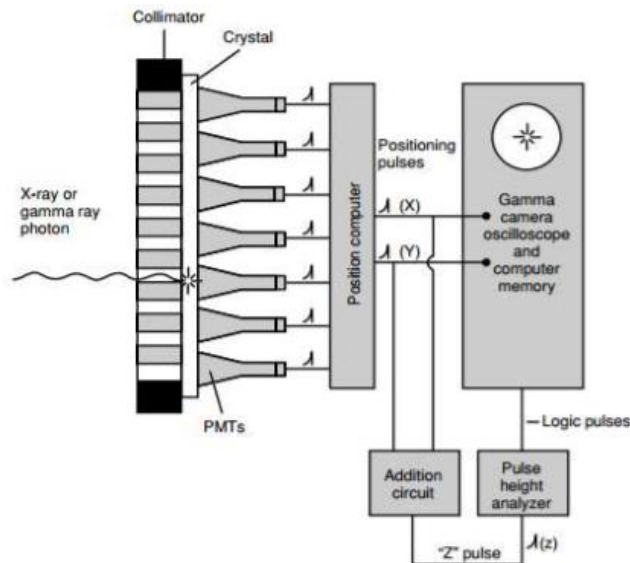 Collimator
Crystal
X-ray or
gamma ray
photon
PMTs
Position computer
Positioning
pulses
(X)
(Y)
Gamma
camera
oscilloscope
and
computer
memory
Logic pulses
Addition
circuit
Pulse
height
analyzer
"Z" pulse
(z)